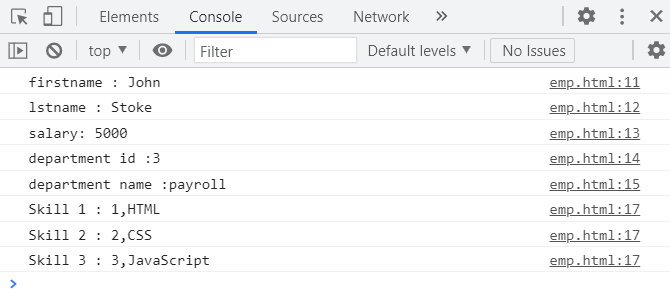 Elements Console Sources Network »
top ▼ Filter Default levels ▼ No Issues
firstname : John emp.html:11
lstname : Stoke emp.html:12
salary: 5000 emp.html:13
department id :3 emp.html:14
department name :payroll emp.html:15
Skill 1 : 1,HTML emp.html:17
Skill 2 : 2,CSS emp.html:17
Skill 3 : 3,JavaScript emp.html:17
>